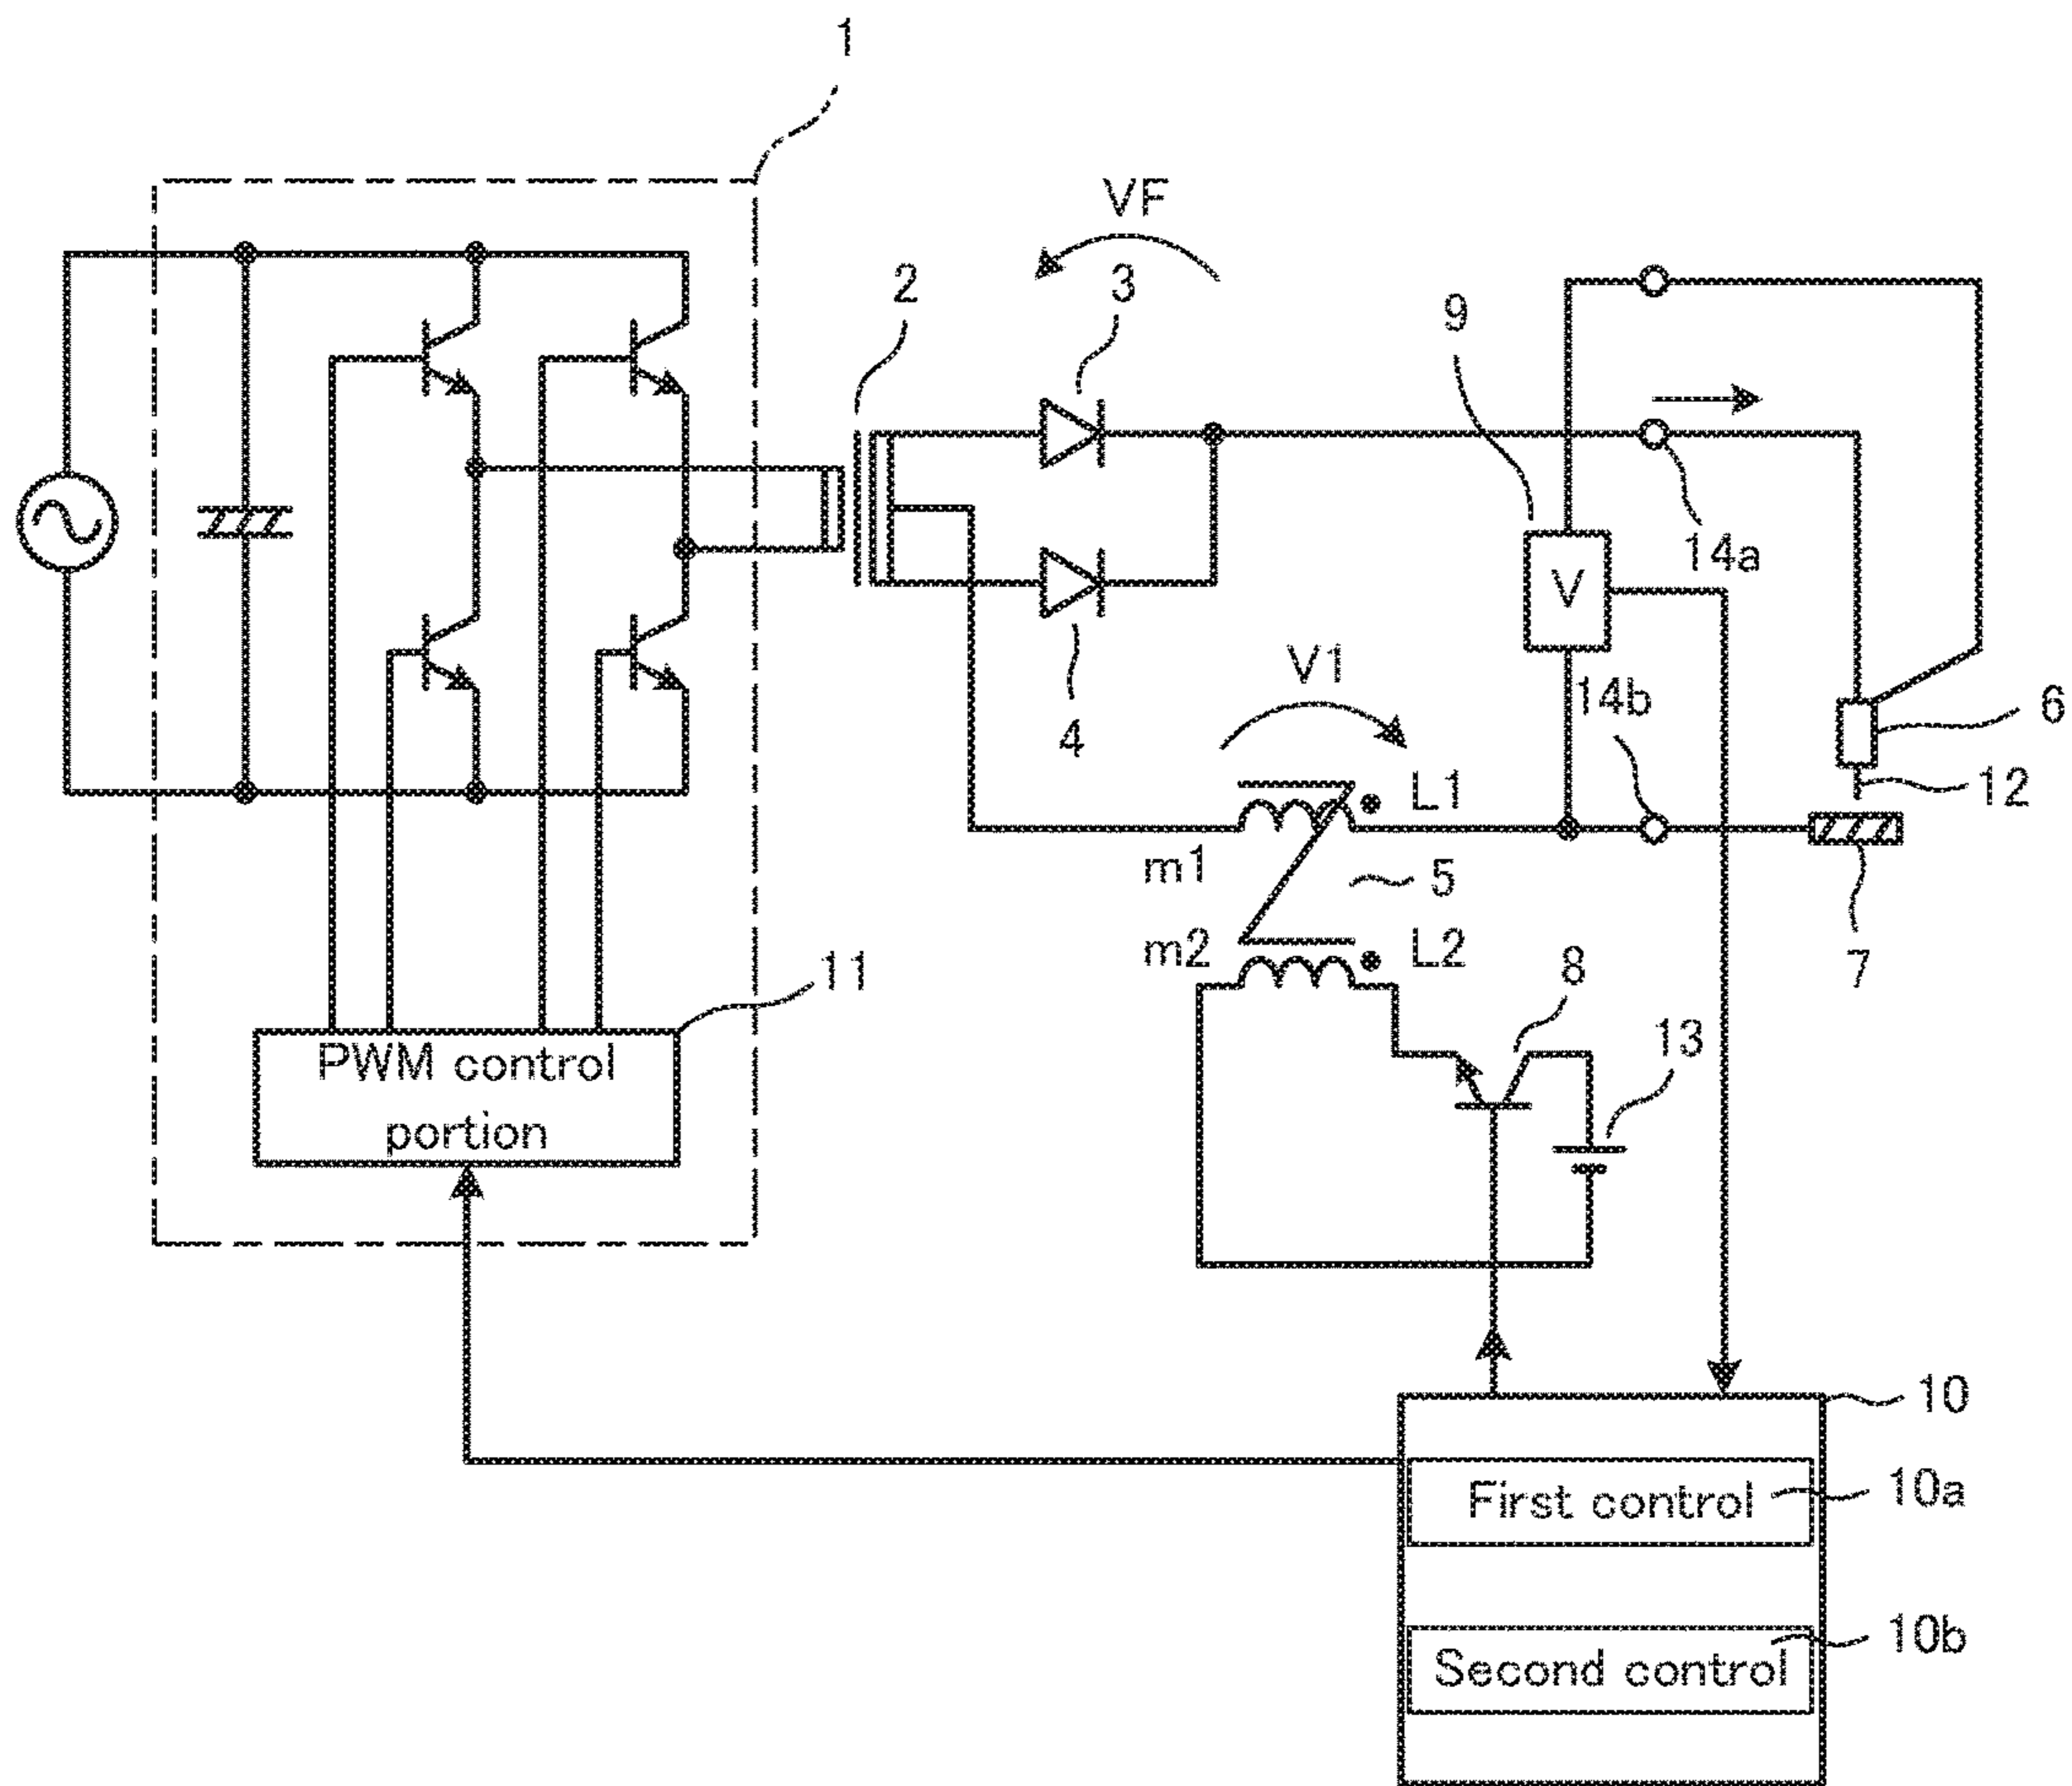 1
VF
2
3
9
14a
V
V1
14b
4
6
L1
12
m1
5
m2
L2
7
11
8
13
PWM control
portion
10
First control
10a
Second control
10b